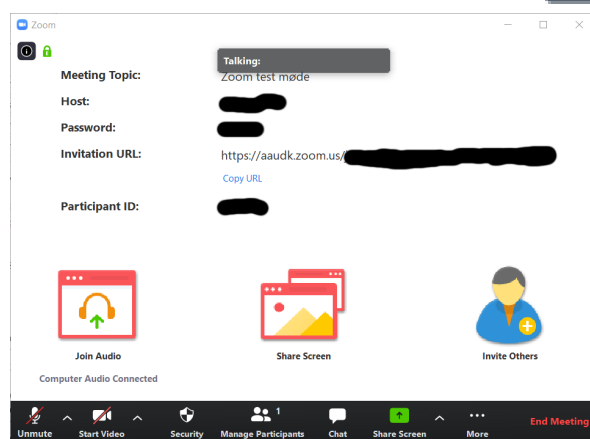 Zoom
Talking:
Meeting Topic: Zoom test møde
Host:
Password:
Invitation URL: https://aaudk.zoom.us/
Copy URL
Participant ID:
Join Audio Share Screen Invite Others
Computer Audio Connected
1
Unmute Start Video Security Manage Participants Chat Share Screen More End Meeting